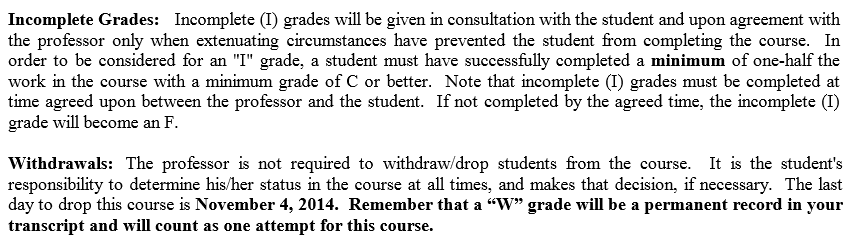 Incomplete Grades:   Incomplete (I) grades will be given in consultation with the student and upon agreement with
the professor only when extenuating circumstances have prevented the student from completing the course.  In
order to be considered for an "I" grade, a student must have successfully completed a minimum of one-half the
work in the course with a minimum grade of C or better.  Note that incomplete (I) grades must be completed at
time agreed upon between the professor and the student.  If not completed by the agreed time, the incomplete (I)
grade will become an F.
Withdrawals:  The professor is not required to withdraw/drop students from the course.  It is the student's
responsibility to determine his/her status in the course at all times, and makes that decision, if necessary.  The last
day to drop this course is November 4, 2014.  Remember that a “W” grade will be a permanent record in your
transcript and will count as one attempt for this course.